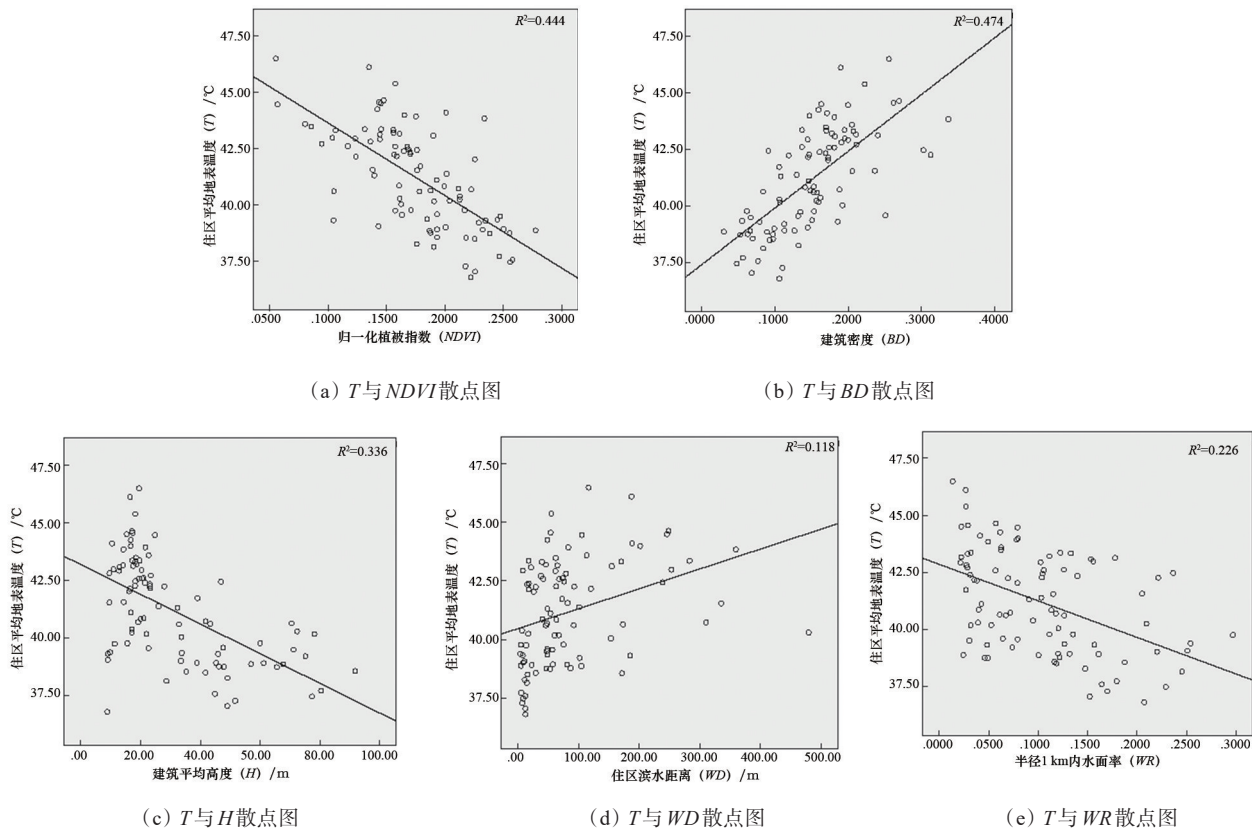 R²=0.444
47.50
45.00
42.50
40.00
37.50
住区平均地表温度（T）/℃
.0500 .1000 .1500 .2000 .2500 .3000
归一化植被指数（NDVI）
（a）T与NDVI散点图
R²=0.474
47.50
45.00
42.50
40.00
37.50
住区平均地表温度（T）/℃
.0000 .1000 .2000 .3000 .4000
建筑密度（BD）
（b）T与BD散点图
R²=0.336
47.50
45.00
42.50
40.00
37.50
住区平均地表温度（T）/℃
.00 20.00 40.00 60.00 80.00 100.00
建筑平均高度（H）/m
（c）T与H散点图
R²=0.118
47.50
45.00
42.50
40.00
37.50
住区平均地表温度（T）/℃
.00 100.00 200.00 300.00 400.00 500.00
住区滨水距离（WD）/m
（d）T与WD散点图
R²=0.226
47.50
45.00
42.50
40.00
37.50
住区平均地表温度（T）/℃
.0000 .0500 .1000 .1500 .2000 .2500 .3000
半径1 km内水面率（WR）
（e）T与WR散点图